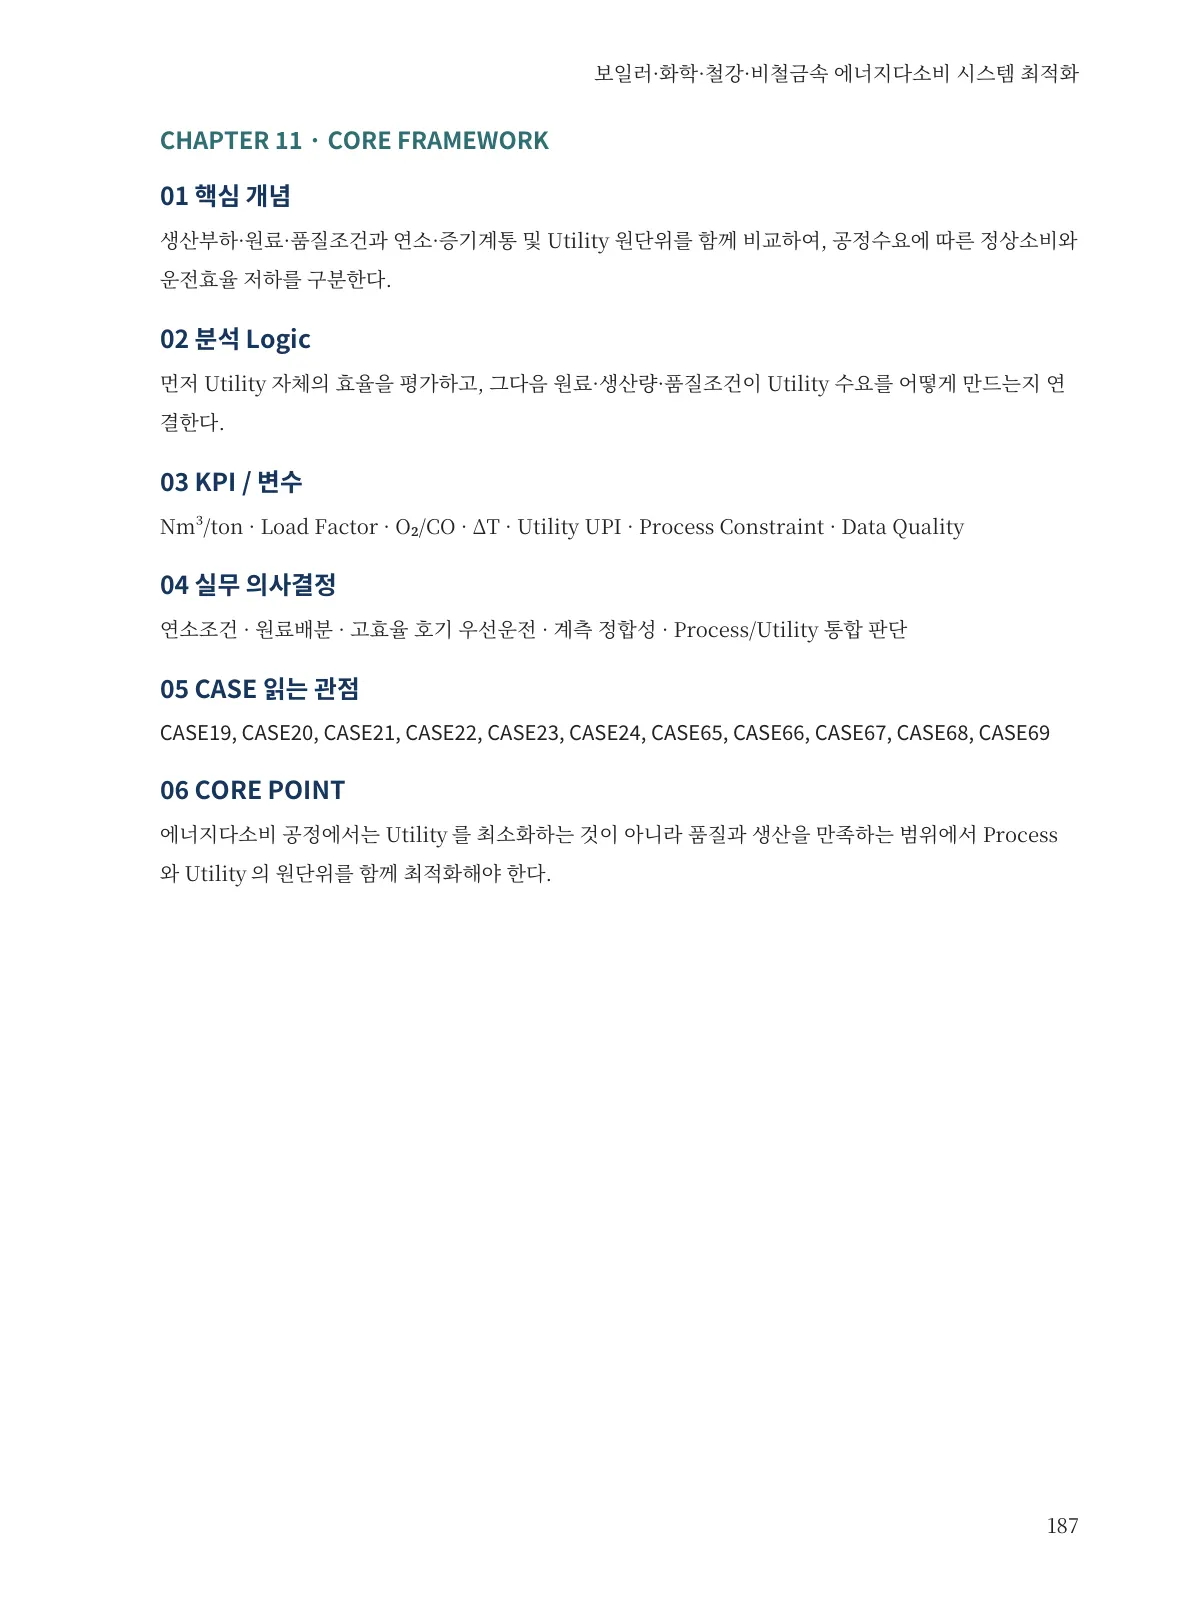 보일러·화학·철강·비철금속 에너지다소비 시스템 최적화
CHAPTER 11 · CORE FRAMEWORK
01 핵심 개념
생산부하·원료·품질조건과 연소·증기계통 및 Utility 원단위를 함께 비교하여, 공정수요에 따른 정상소비와
운전효율 저하를 구분한다.
02 분석 Logic
먼저 Utility 자체의 효율을 평가하고, 그다음 원료·생산량·품질조건이 Utility 수요를 어떻게 만드는지 연
결한다.
03 KPI / 변수
Nm³/ton · Load Factor · O₂/CO · ΔT · Utility UPI · Process Constraint · Data Quality
04 실무 의사결정
연소조건 · 원료배분 · 고효율 호기 우선운전 · 계측 정합성 · Process/Utility 통합 판단
05 CASE 읽는 관점
CASE19, CASE20, CASE21, CASE22, CASE23, CASE24, CASE65, CASE66, CASE67, CASE68, CASE69
06 CORE POINT
에너지다소비 공정에서는 Utility 를 최소화하는 것이 아니라 품질과 생산을 만족하는 범위에서 Process
와 Utility 의 원단위를 함께 최적화해야 한다.
187